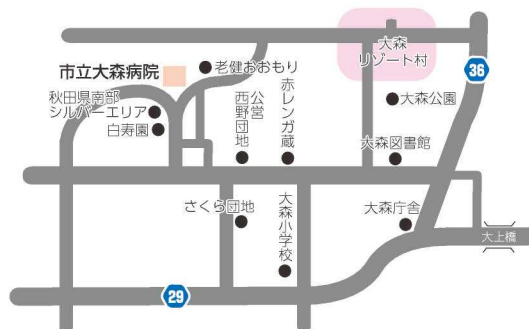 大森
リゾート村
36
市立大森病院
老健おおもり
秋田県南部
シルバーエリア
白寿園
公営
西野団地
赤レンガ蔵
大森公園
大森図書館
さくら団地
大森小学校
大森庁舎
大上橋
29